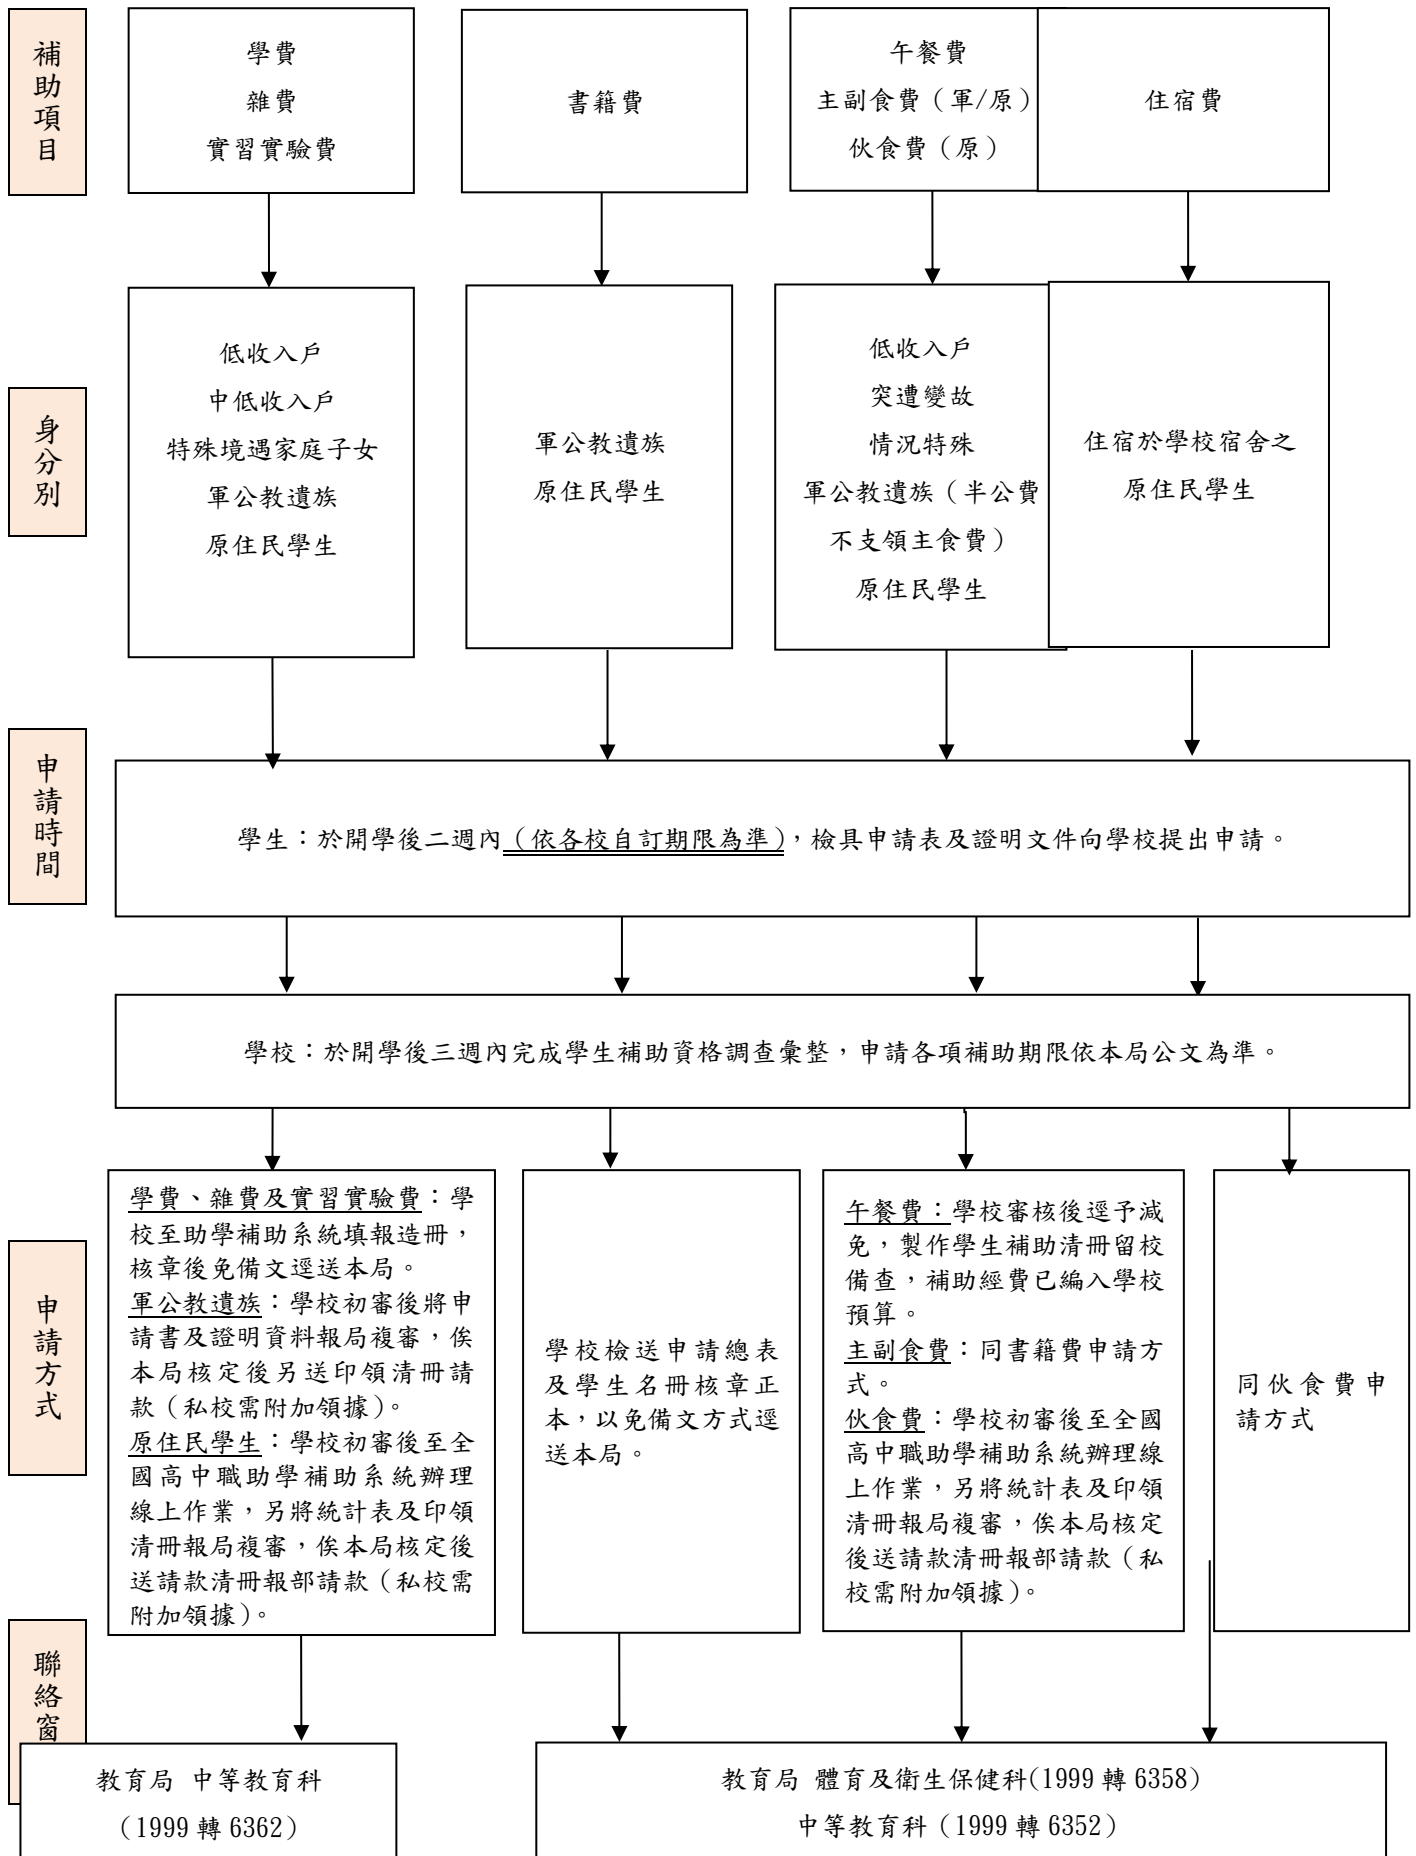 補助項目
學費
雜費
實習實驗費
書籍費
午餐費
主副食費（軍/原）
伙食費（原）
住宿費
身分別
低收入戶
中低收入戶
特殊境遇家庭子女
軍公教遺族
原住民學生
軍公教遺族
原住民學生
低收入戶
突遭變故
情況特殊
軍公教遺族（半公費
不支領主食費）
原住民學生
住宿於學校宿舍之
原住民學生
申請時間
學生：於開學後二週內（依各校自訂期限為準），檢具申請表及證明文件向學校提出申請。
學校：於開學後三週內完成學生補助資格調查彙整，申請各項補助期限依本局公文為準。
申請方式
學費、雜費及實習實驗費：學
校至助學補助系統填報造冊，
核章後免備文逕送本局。
軍公教遺族：學校初審後將申
請書及證明資料報局複審，俟
本局核定後另送印領清冊請
款（私校需附加領據）。
原住民學生：學校初審後至全
國高中職助學補助系統辦理
線上作業，另將統計表及印領
清冊報局複審，俟本局核定後
送請款清冊報部請款（私校需
附加領據）。
學校檢送申請總表
及學生名冊核章正
本，以免備文方式逕
送本局。
午餐費：學校審核後逕予減
免，製作學生補助清冊留校
備查，補助經費已編入學校
預算。
主副食費：同書籍費申請方
式。
伙食費：學校初審後至全國
高中職助學補助系統辦理線
上作業，另將統計表及印領
清冊報局複審，俟本局核定
後送請款清冊報部請款（私
校需附加領據）。
同伙食費申
請方式
聯絡窗
教育局 中等教育科
（1999 轉 6362）
教育局 體育及衛生保健科(1999 轉 6358）
中等教育科（1999 轉 6352）